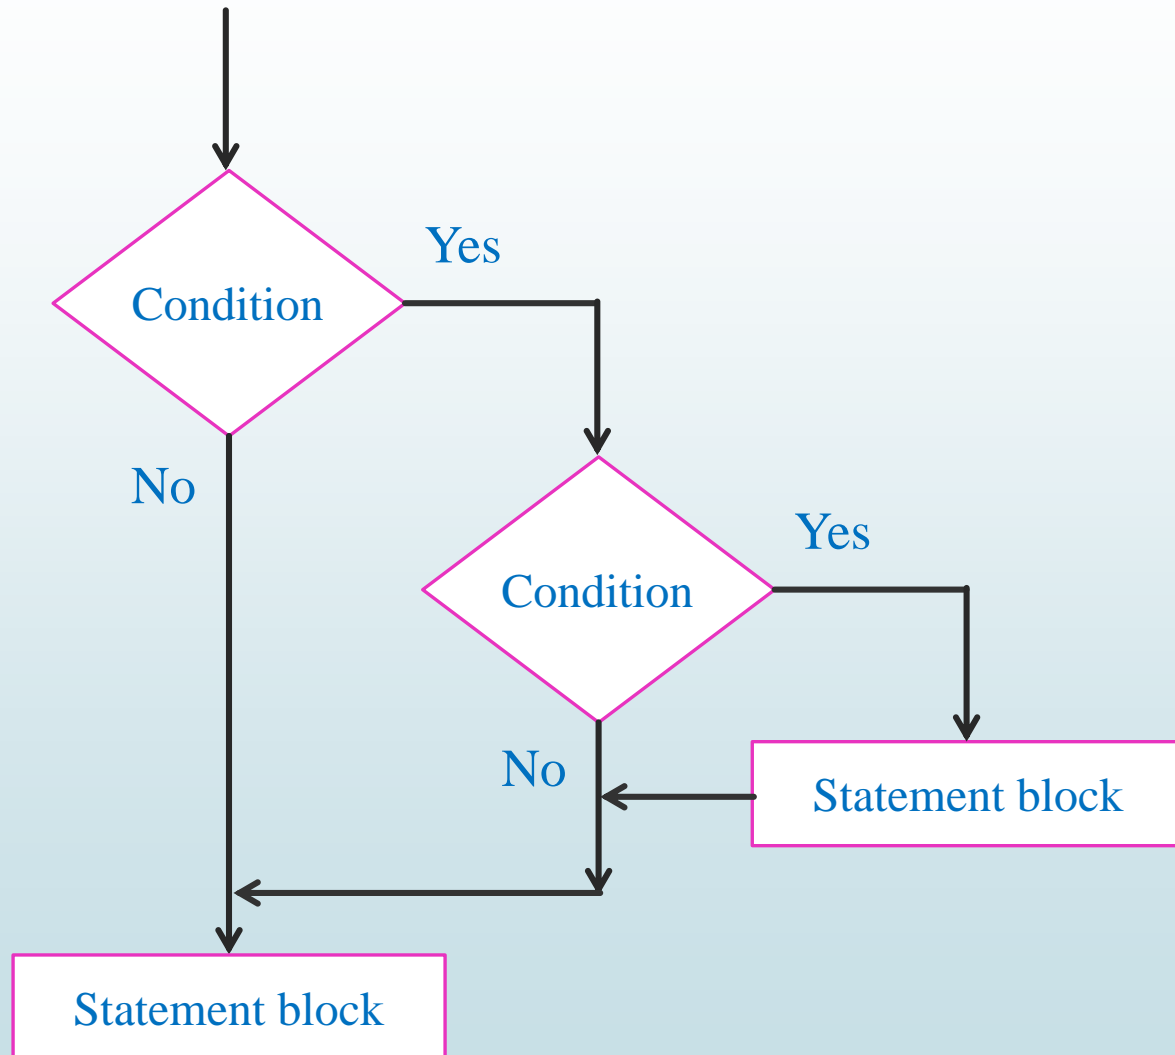 Yes
Condition
No
Yes
Condition
No
Statement block
Statement block